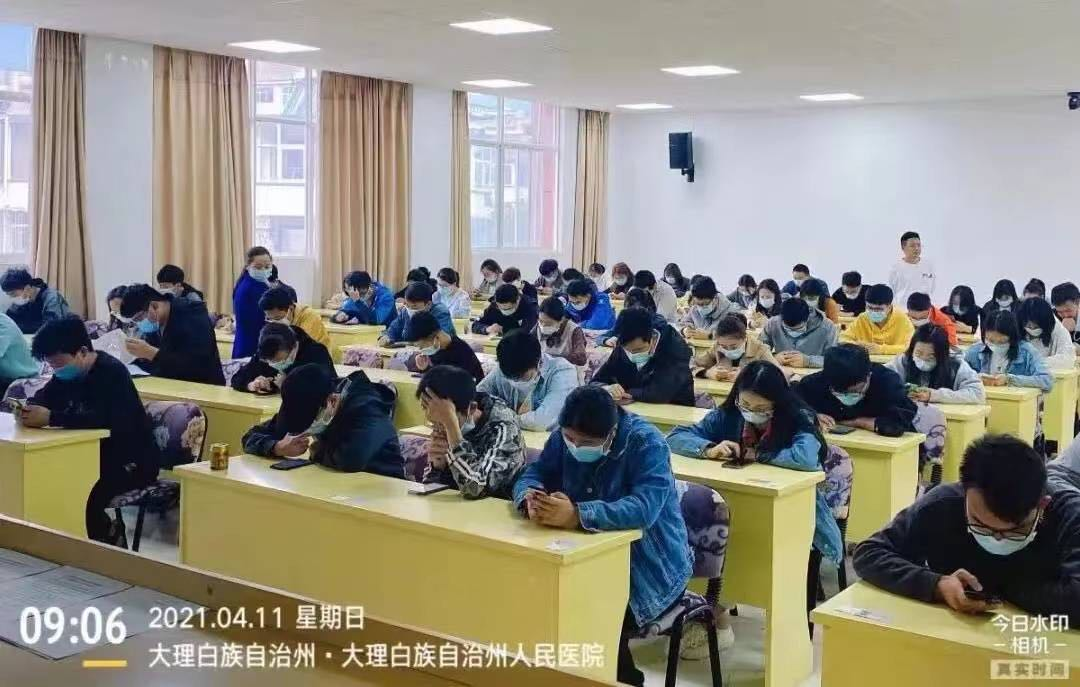 09:06
2021.04.11 星期日
大理白族自治州·大理白族自治州人民医院
今日水印
-相机-
真实时间